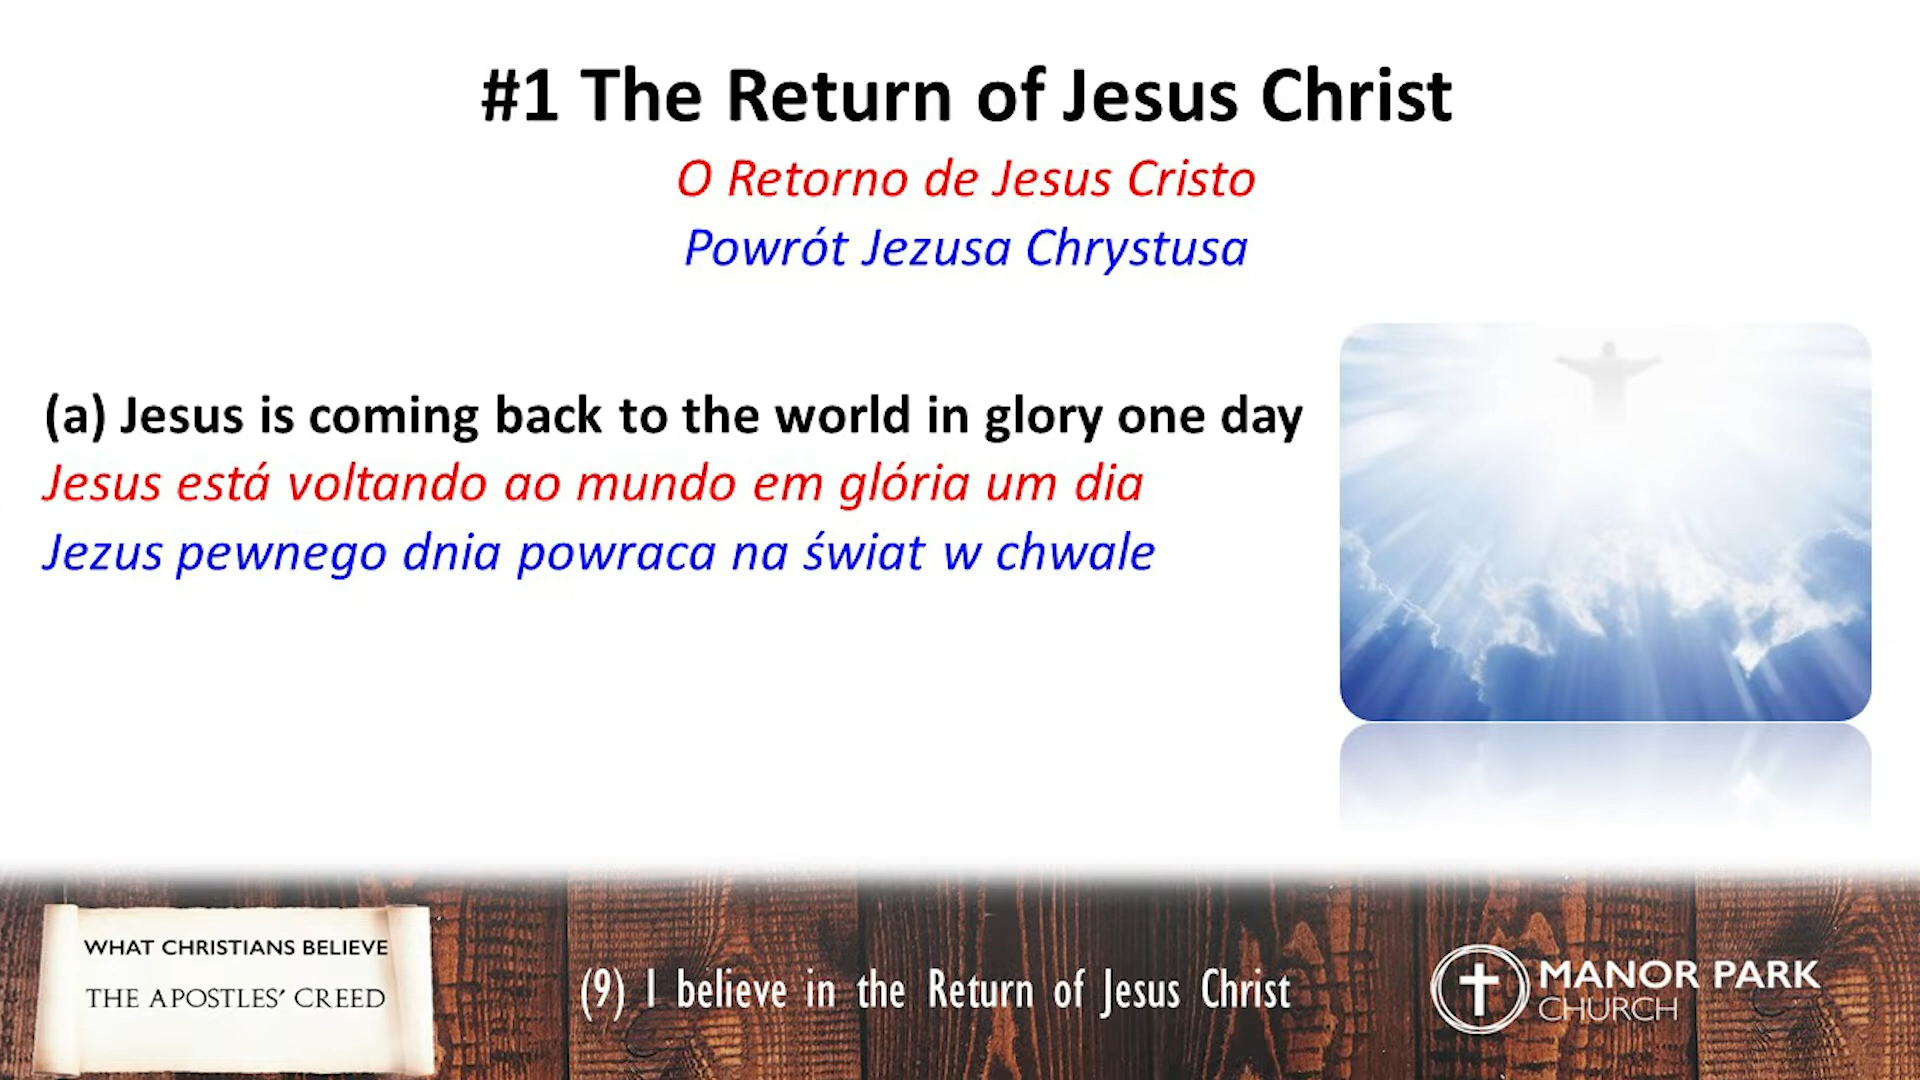 #1 The Return of Jesus Christ
O Retorno de Jesus Cristo
Powrót Jezusa Chrystusa
(a) Jesus is coming back to the world in glory one day
Jesus está voltando ao mundo em glória um dia
Jezus pewnego dnia powraca na świat w chwale
WHAT CHRISTIANS BELIEVE
THE APOSTLES’ CREED
(9) I believe in the Return of Jesus Christ
MANOR PARK
CHURCH